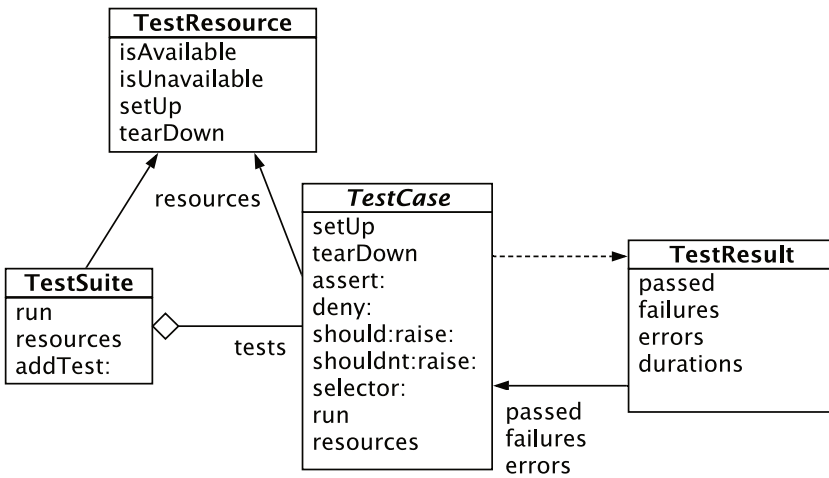 TestResource
isAvailable
isUnavailable
setUp
tearDown
resources
TestSuite
run
resources
addTest:
tests
TestCase
setUp
tearDown
assert:
deny:
should:raise:
shouldnt:raise:
selector:
run
resources
TestResult
passed
failures
errors
durations
passed
failures
errors